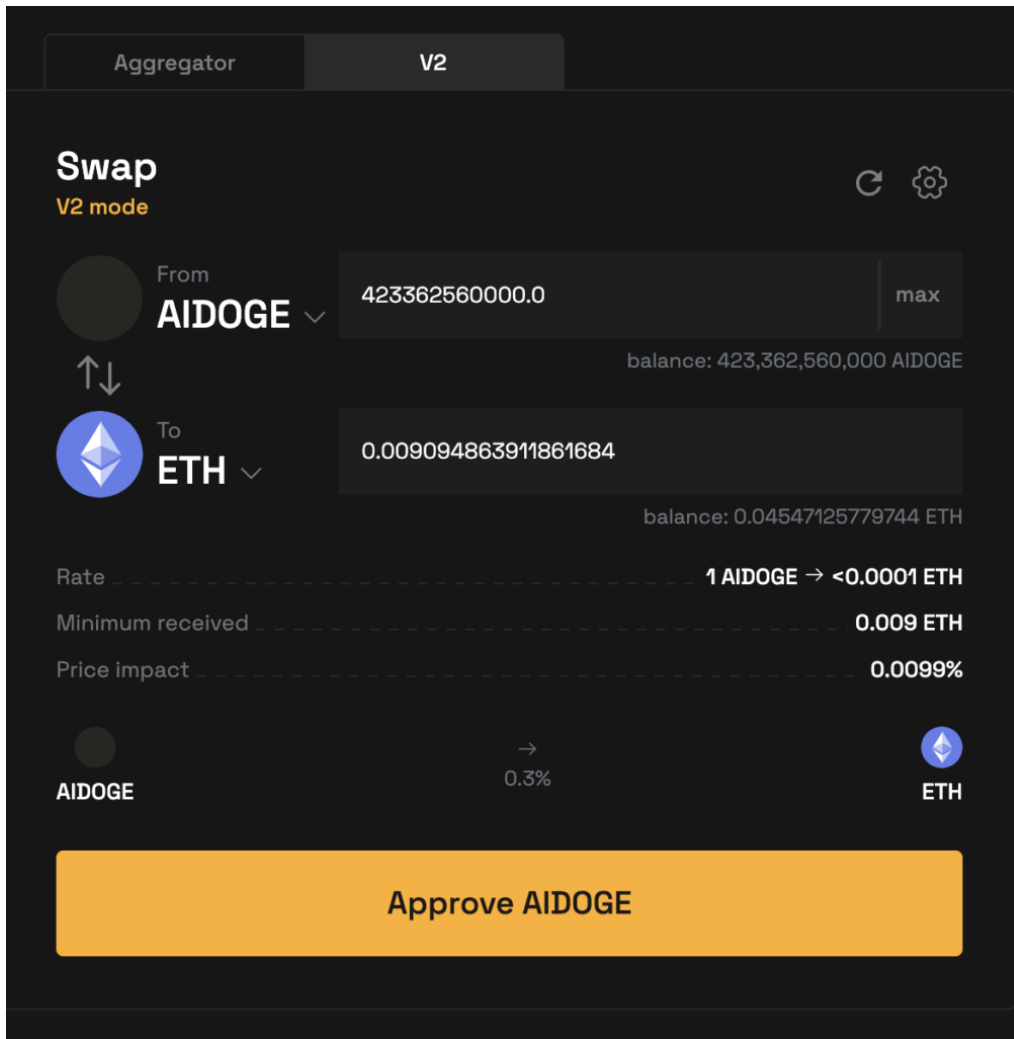 Aggregator
V2
Swap
V2 mode
From
AIDOGE
423362560000.0
max
balance: 423,362,560,000 AIDOGE
To
ETH
0.009094863911861684
balance: 0.04547125779744 ETH
Rate
1 AIDOGE → <0.0001 ETH
Minimum received
0.009 ETH
Price impact
0.0099%
→
0.3%
AIDOGE
ETH
Approve AIDOGE